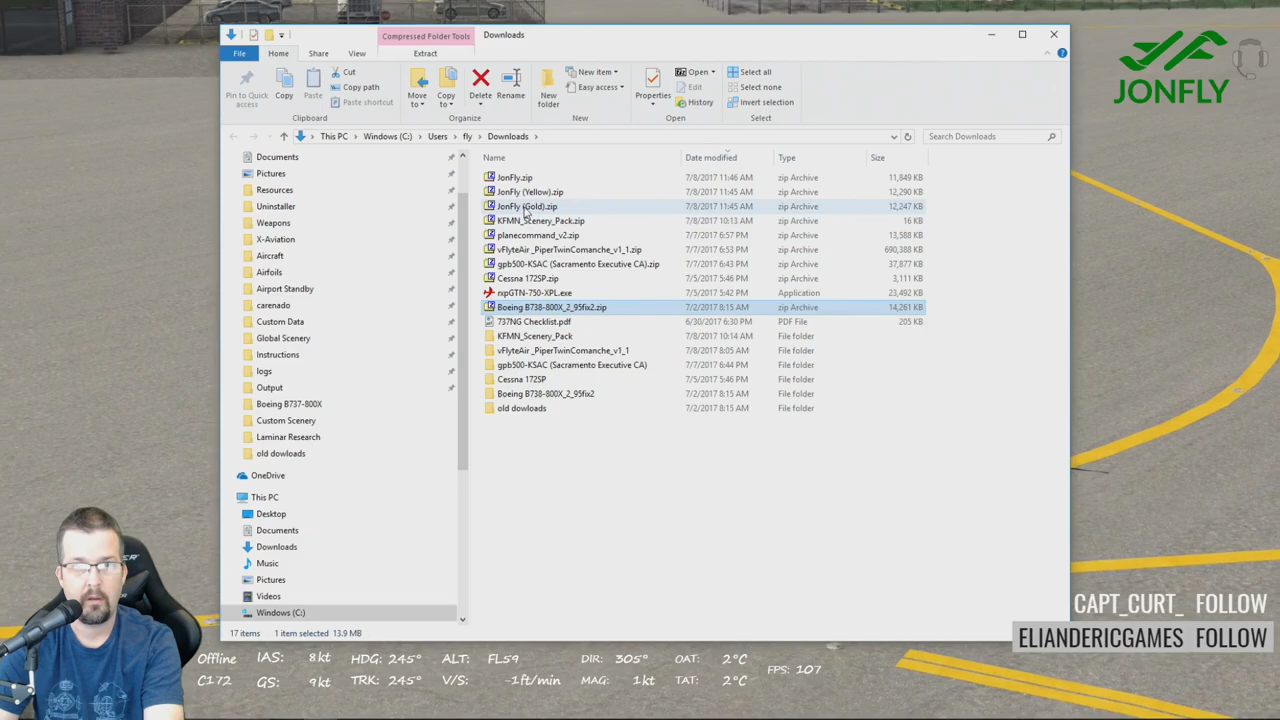 Compressed Folder Tools
Downloads
File
Home
Share
View
Extract
Pin to Quick access
Copy
Paste
Cut
Copy path
Paste shortcut
Move to
Copy to
Delete
Rename
New folder
New item
Easy access
Properties
Open
Edit
History
Select all
Select none
Invert selection
Organize
New
Open
Select
This PC
Windows (C:)
Users
fly
Downloads
Search Downloads
Documents
Pictures
Resources
Uninstaller
Weapons
X-Aviation
Aircraft
Airfoils
Airport Standby
carenado
Custom Data
Global Scenery
Instructions
logs
Output
Boeing B737-800X
Custom Scenery
Laminar Research
old dowloads
OneDrive
This PC
Desktop
Documents
Downloads
Music
Pictures
Videos
Windows (C:)
Name Date modified Type Size
JonFly.zip 7/8/2017 11:46 AM zip Archive 11,849 KB
JonFly (Yellow).zip 7/8/2017 11:45 AM zip Archive 12,290 KB
JonFly (Gold).zip 7/8/2017 11:45 AM zip Archive 12,247 KB
KFMN_Scenery_Pack.zip 7/8/2017 10:13 AM zip Archive 16 KB
planecommand_v2.zip 7/7/2017 6:57 PM zip Archive 13,588 KB
vFlyteAir_PiperTwinComanche_v1_1.zip 7/7/2017 6:53 PM zip Archive 690,388 KB
gpb500-KSAC (Sacramento Executive CA).zip 7/7/2017 6:43 PM zip Archive 37,877 KB
Cessna 172SP.zip 7/5/2017 5:46 PM zip Archive 3,111 KB
rxpGTN-750-XPL.exe 7/5/2017 5:42 PM Application 23,492 KB
Boeing B738-800X_2_95fix2.zip 7/2/2017 8:15 AM zip Archive 14,261 KB
737NG Checklist.pdf 6/30/2017 6:30 PM PDF File 205 KB
KFMN_Scenery_Pack 7/8/2017 10:14 AM File folder
vFlyteAir_PiperTwinComanche_v1_1 7/8/2017 8:05 AM File folder
gpb500-KSAC (Sacramento Executive CA) 7/7/2017 6:44 PM File folder
Cessna 172SP 7/5/2017 5:46 PM File folder
Boeing B738-800X_2_95fix2 7/2/2017 8:15 AM File folder
old dowloads 7/2/2017 8:15 AM File folder
17 items 1 item selected 13.9 MB
JONFLY
CAPT_CURT_ FOLLOW
ELIANDERICGAMES FOLLOW
Offline IAS: 8kt HDG: 245° ALT: FL59 DIR: 305° OAT: 2°C FPS: 107
C172 GS: 9kt TRK: 245° V/S: -1ft/min MAG: 1kt TAT: 2°C